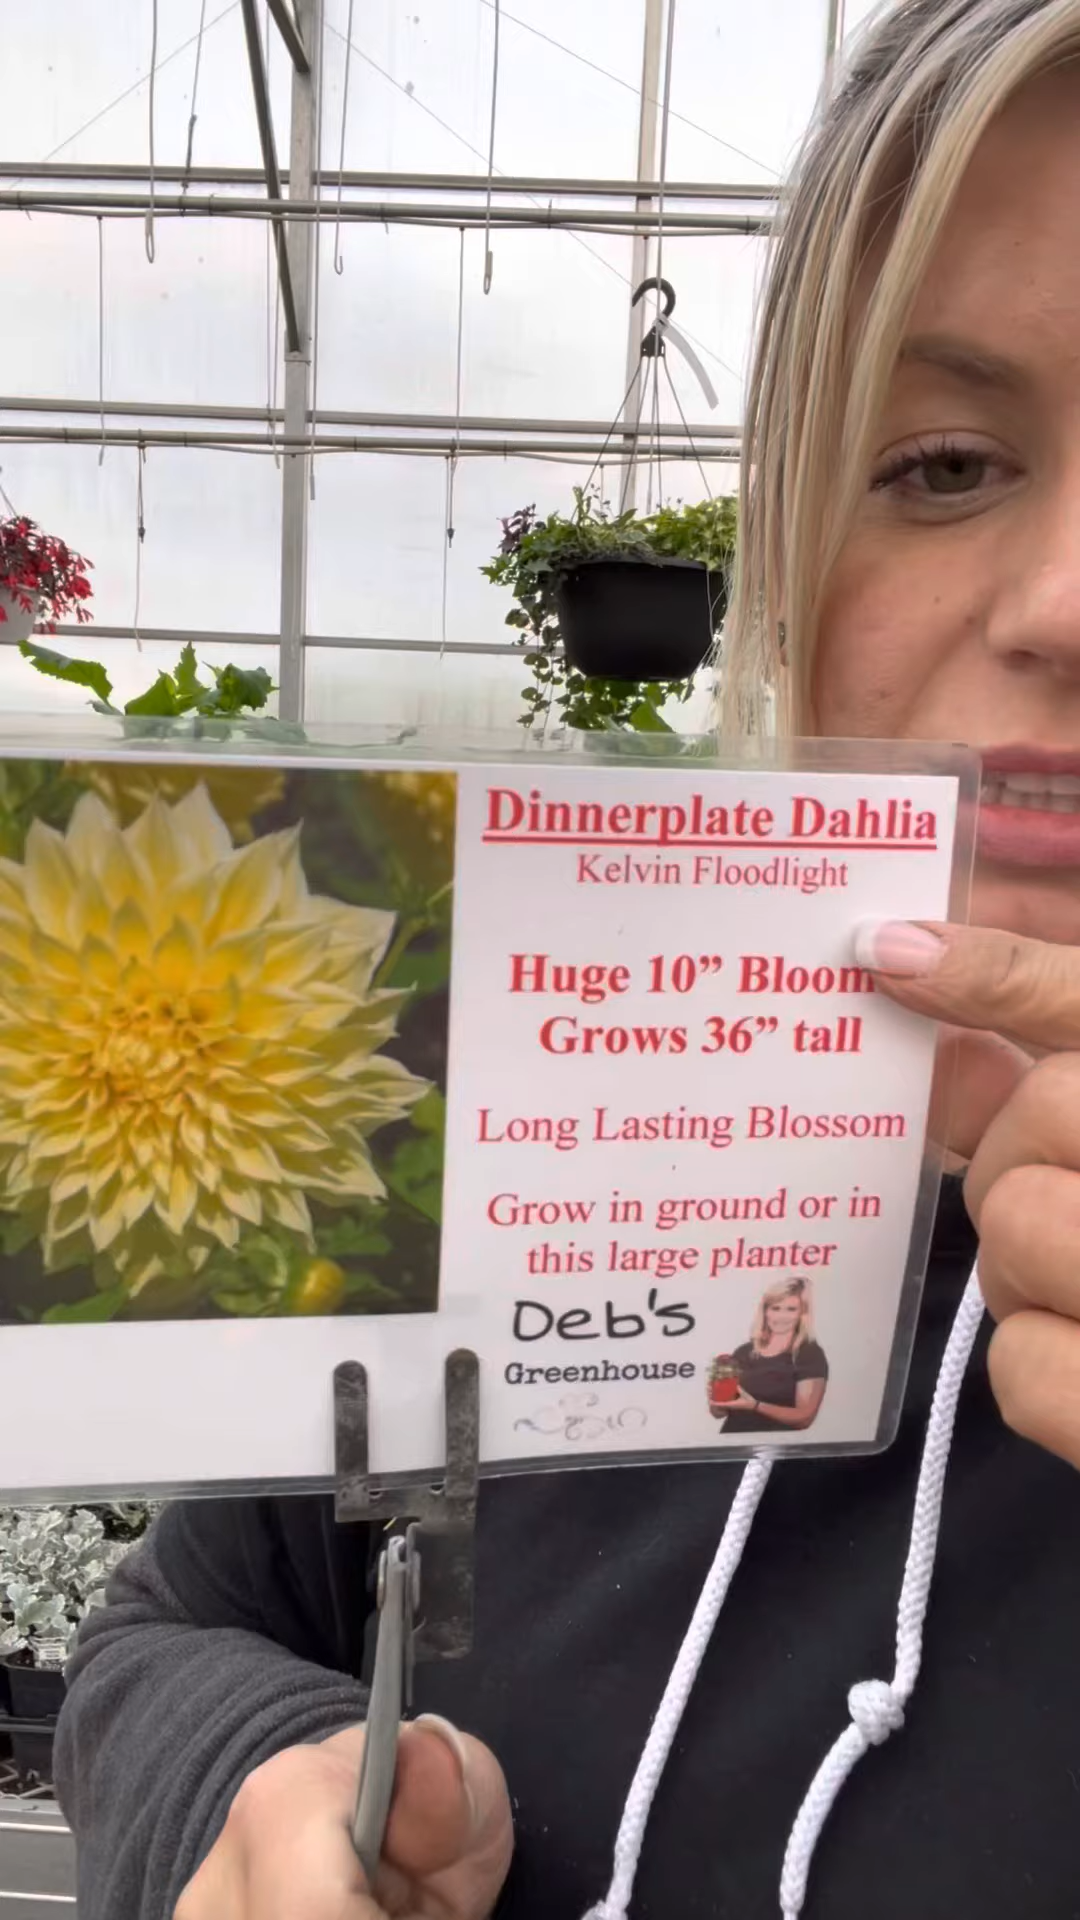 Dinnerplate Dahlia
Kelvin Floodlight
Huge 10” Bloom
Grows 36” tall
Long Lasting Blossom
Grow in ground or in
this large planter
Deb's
Greenhouse